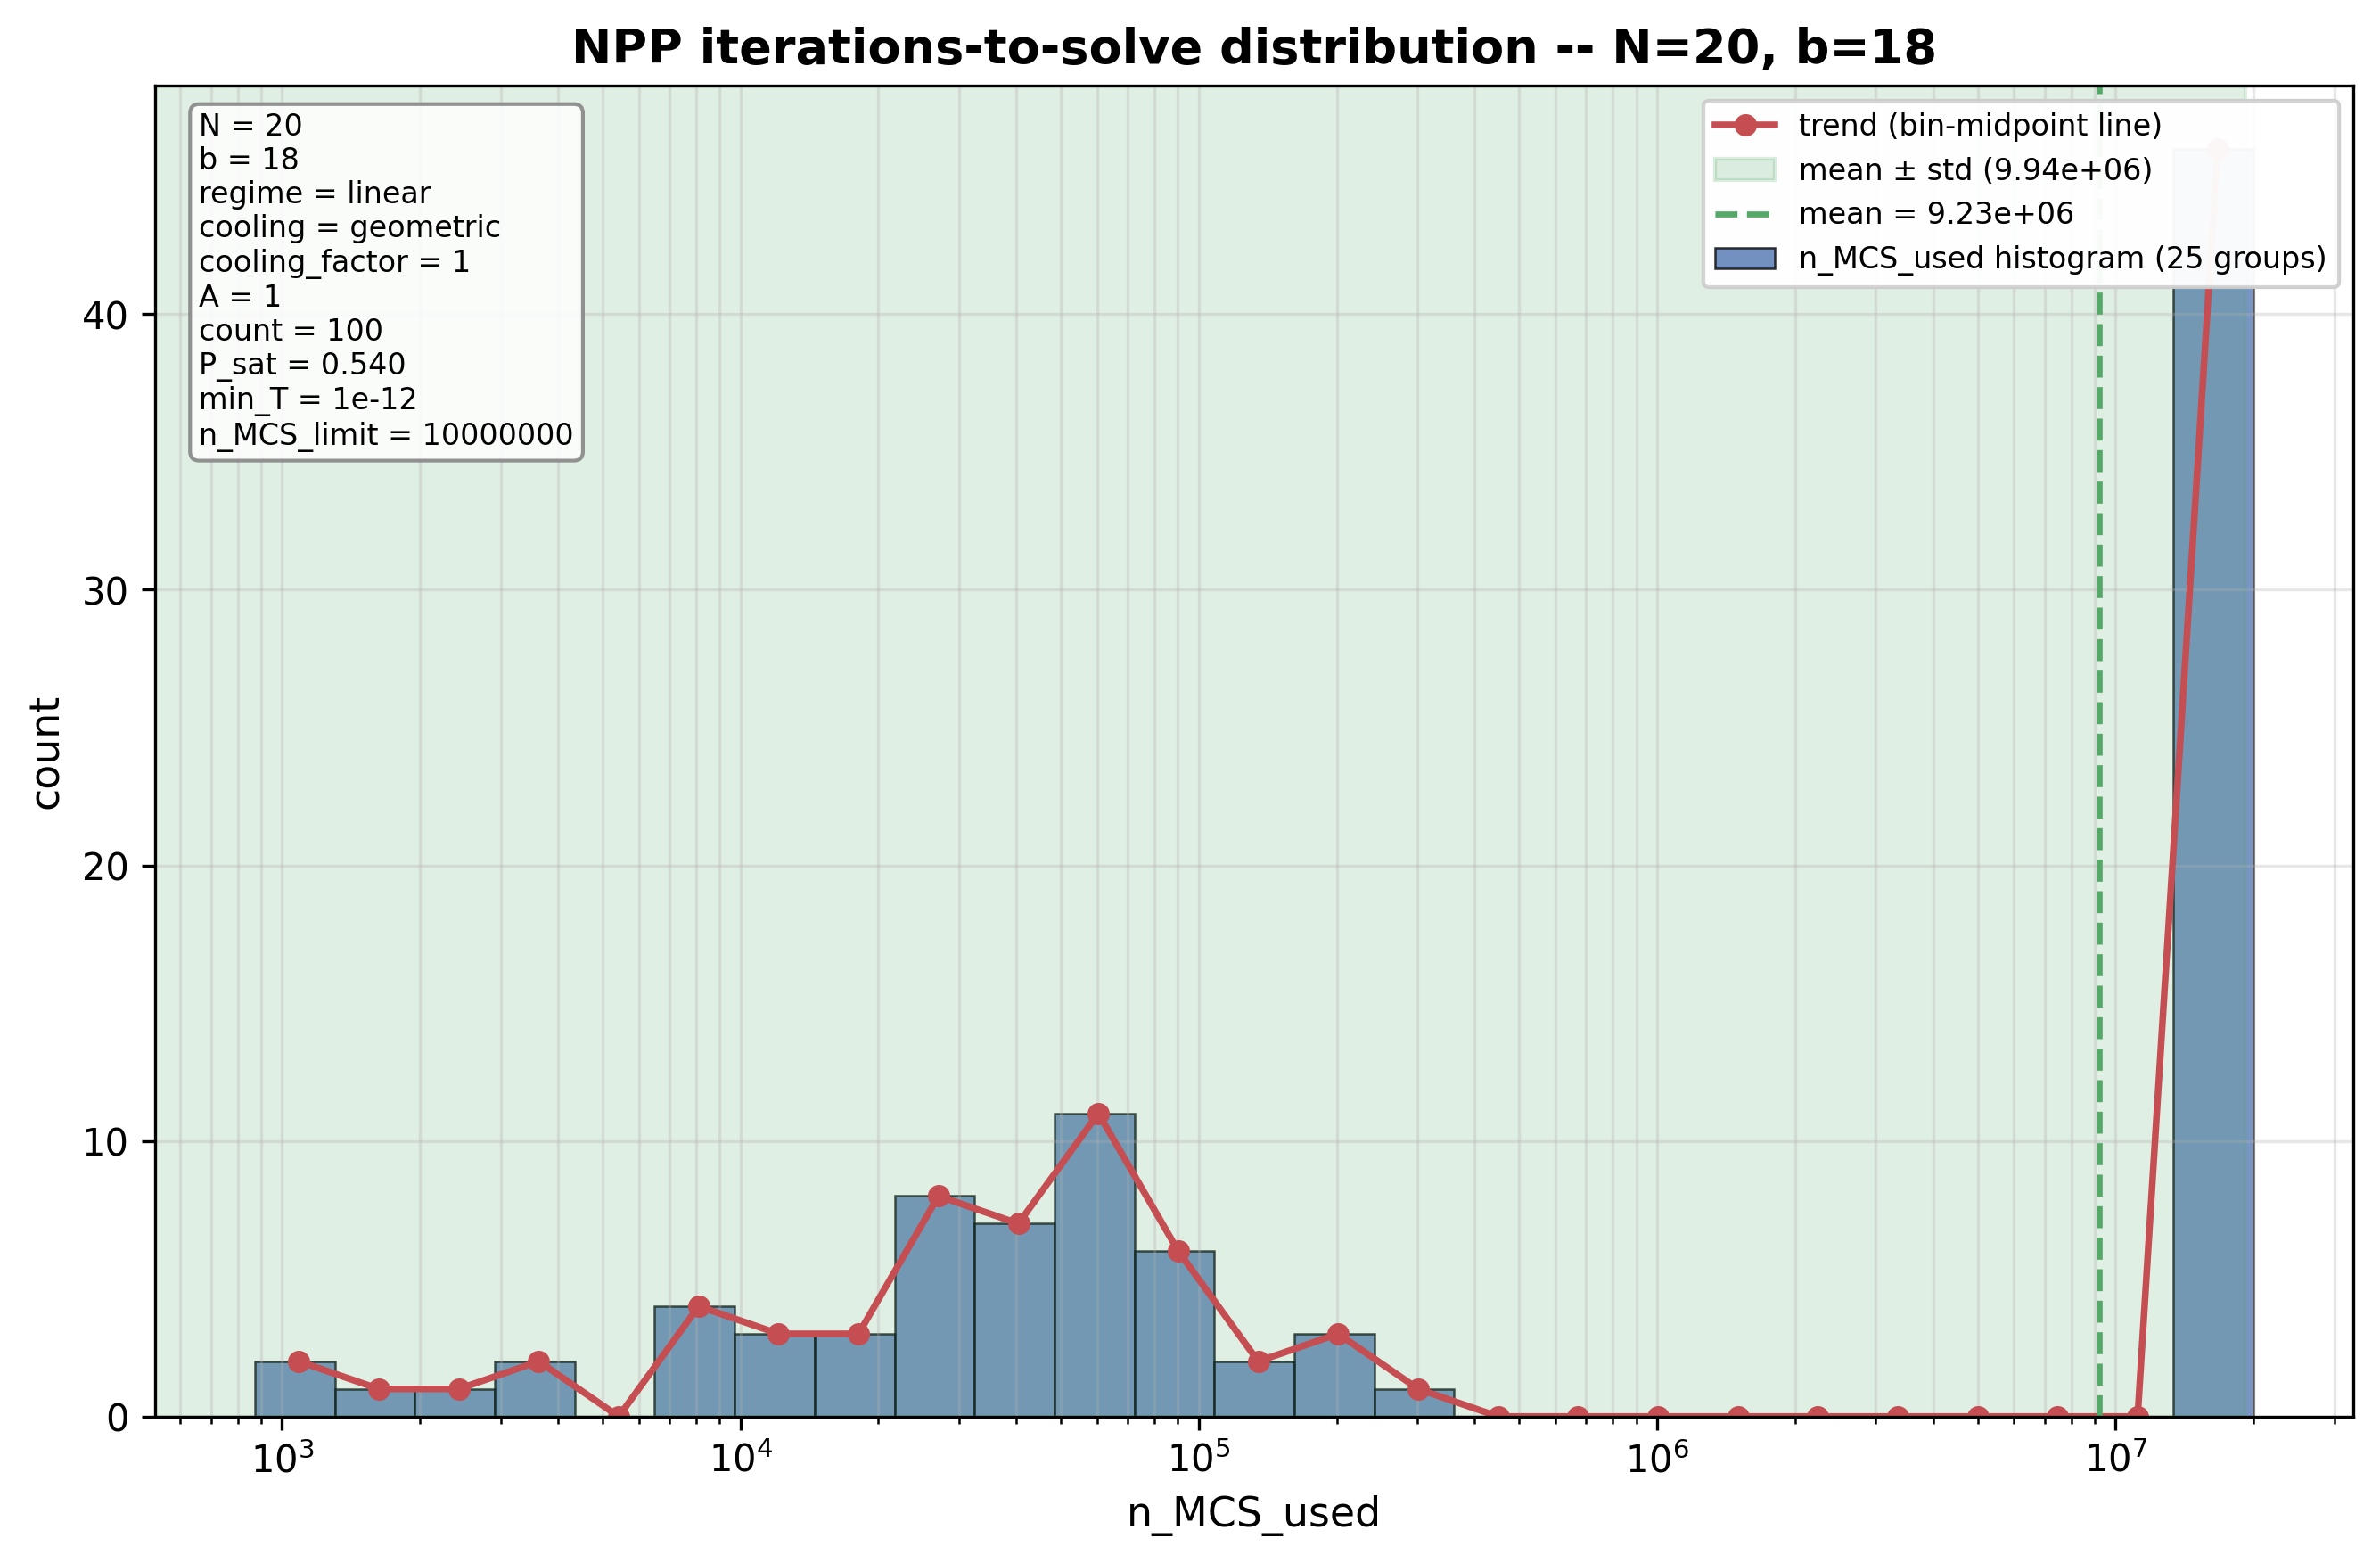 NPP iterations-to-solve distribution -- N=20, b=18
N = 20
b = 18
regime = linear
cooling = geometric
cooling_factor = 1
A = 1
count = 100
P_sat = 0.540
min_T = 1e-12
n_MCS_limit = 10000000
trend (bin-midpoint line)
mean ± std (9.94e+06)
mean = 9.23e+06
n_MCS_used histogram (25 groups)
count
40
30
20
10
0
10³
10⁴
10⁵
10⁶
10⁷
n_MCS_used